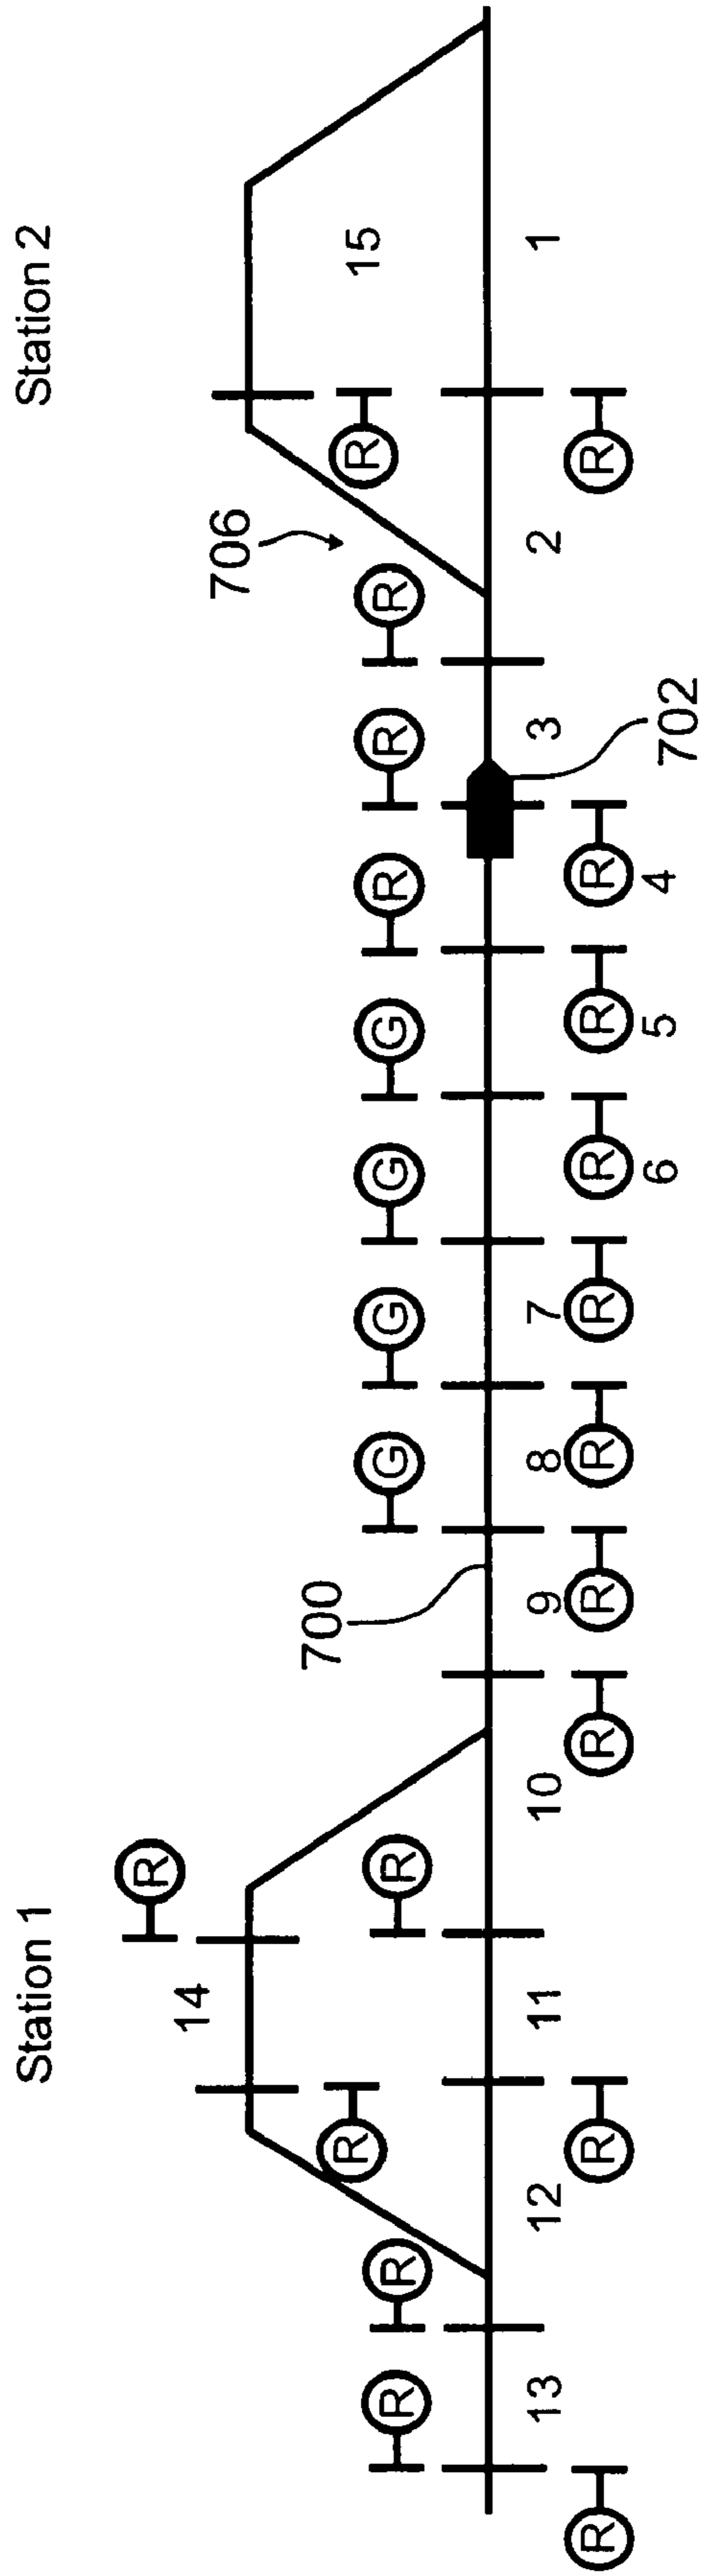 Station 1 Station 2
R
14
706
700
R R 15
R R R G G G G R R R
13 12 11 10 9 8 7 3 2 1
R R R R R R R R R R
6 5 4 702